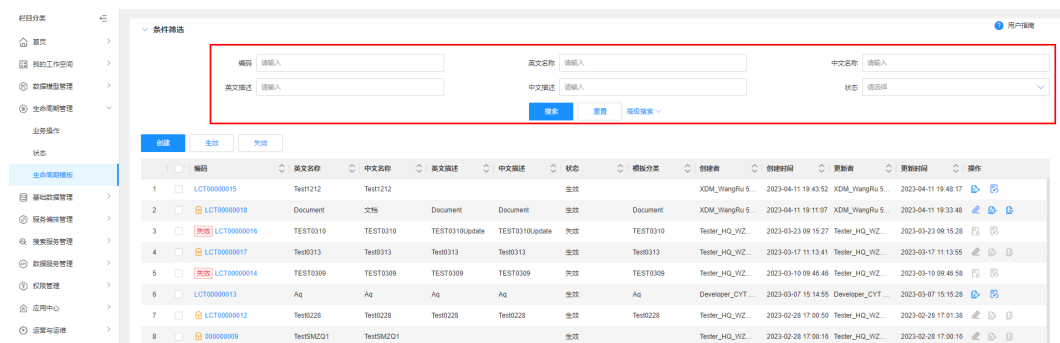 栏目分类
首页
我的工作空间
数据模型管理
生命周期管理
业务操作
状态
生命周期模板
基础数据管理
服务编排管理
搜索服务管理
数据服务管理
权限管理
应用中心
运营与运维
条件筛选
用户指南
编码 请输入 英文名称 请输入 中文名称 请输入
英文描述 请输入 中文描述 请输入 状态 请选择
搜索 重置 高级搜索
创建 生效 失效
编码 英文名称 中文名称 英文描述 中文描述 状态 模板分类 创建者 创建时间 更新者 更新时间 操作
1 LCT00000015 Test1212 Test1212 生效 XDM_WangRu 5... 2023-04-11 19:43:52 XDM_WangRu 5... 2023-04-11 19:48:17
2 LCT00000018 Document 文档 Document Document 生效 Document XDM_WangRu 5... 2023-04-11 19:11:07 XDM_WangRu 5... 2023-04-11 19:33:48
3 失效 LCT00000016 TEST0310 TEST0310 TEST0310Update TEST0310Update 失效 TEST0310 Tester_HQ_WZ... 2023-03-23 09:15:27 Tester_HQ_WZ... 2023-03-23 09:15:28
4 LCT00000017 Test0313 Test0313 Test0313 Test0313 生效 Test0313 Tester_HQ_WZ... 2023-03-17 11:13:41 Tester_HQ_WZ... 2023-03-17 11:13:55
5 失效 LCT00000014 TEST0309 TEST0309 TEST0309 TEST0309 失效 TEST0309 Tester_HQ_WZ... 2023-03-10 09:46:46 Tester_HQ_WZ... 2023-03-10 09:46:58
6 LCT00000013 Aq Aq Aq Aq 生效 Aq Developer_CYT ... 2023-03-07 15:14:55 Developer_CYT ... 2023-03-07 15:15:28
7 LCT00000012 Test0228 Test0228 Test0228 Test0228 生效 Test0228 Tester_HQ_WZ... 2023-02-28 17:00:50 Tester_HQ_WZ... 2023-02-28 17:01:38
8 000000009 TestSMZQ1 TestSMZQ1 生效 Tester_HQ_WZ... 2023-02-28 17:00:16 Tester_HQ_WZ... 2023-02-28 17:00:16